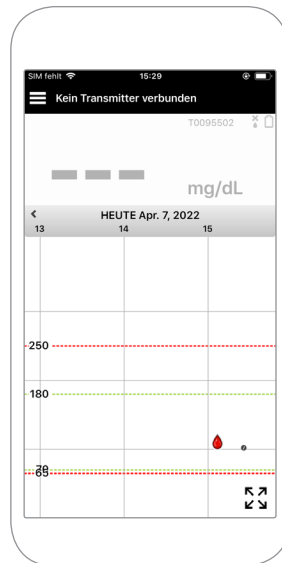 SIM fehlt 15:29
Kein Transmitter verbunden
T0095502
--- 
mg/dL
HEUTE Apr. 7, 2022
13 14 15
250
180
70
65